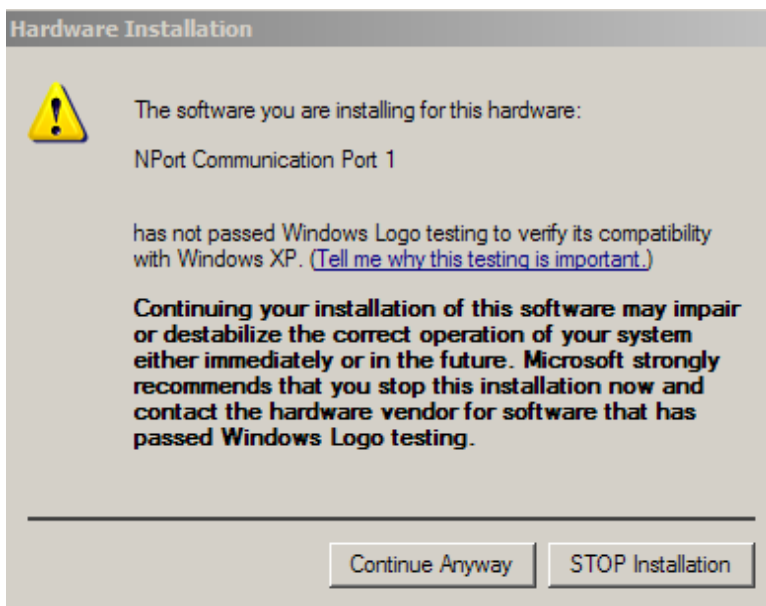 Hardware Installation
The software you are installing for this hardware:
NPort Communication Port 1
has not passed Windows Logo testing to verify its compatibility
with Windows XP. (Tell me why this testing is important.)
Continuing your installation of this software may impair
or destabilize the correct operation of your system
either immediately or in the future. Microsoft strongly
recommends that you stop this installation now and
contact the hardware vendor for software that has
passed Windows Logo testing.
Continue Anyway
STOP Installation